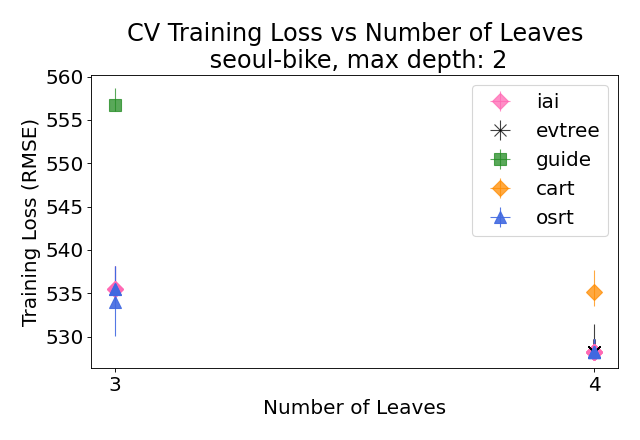 CV Training Loss vs Number of Leaves
seoul-bike, max depth: 2
Training Loss (RMSE)
560
555
550
545
540
535
530
iai
evtree
guide
cart
osrt
3
4
Number of Leaves